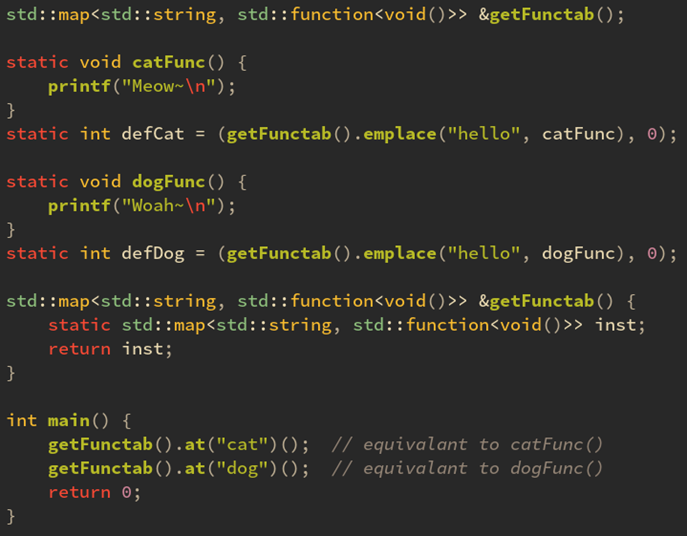 std::map<std::string, std::function<void()>> &getFunctab();
static void catFunc() {
    printf("Meow~\n");
}
static int defCat = (getFunctab().emplace("hello", catFunc), 0);
static void dogFunc() {
    printf("Woah~\n");
}
static int defDog = (getFunctab().emplace("hello", dogFunc), 0);
std::map<std::string, std::function<void()>> &getFunctab() {
    static std::map<std::string, std::function<void()>> inst;
    return inst;
}
int main() {
    getFunctab().at("cat")();  // equivalant to catFunc()
    getFunctab().at("dog")();  // equivalant to dogFunc()
    return 0;
}